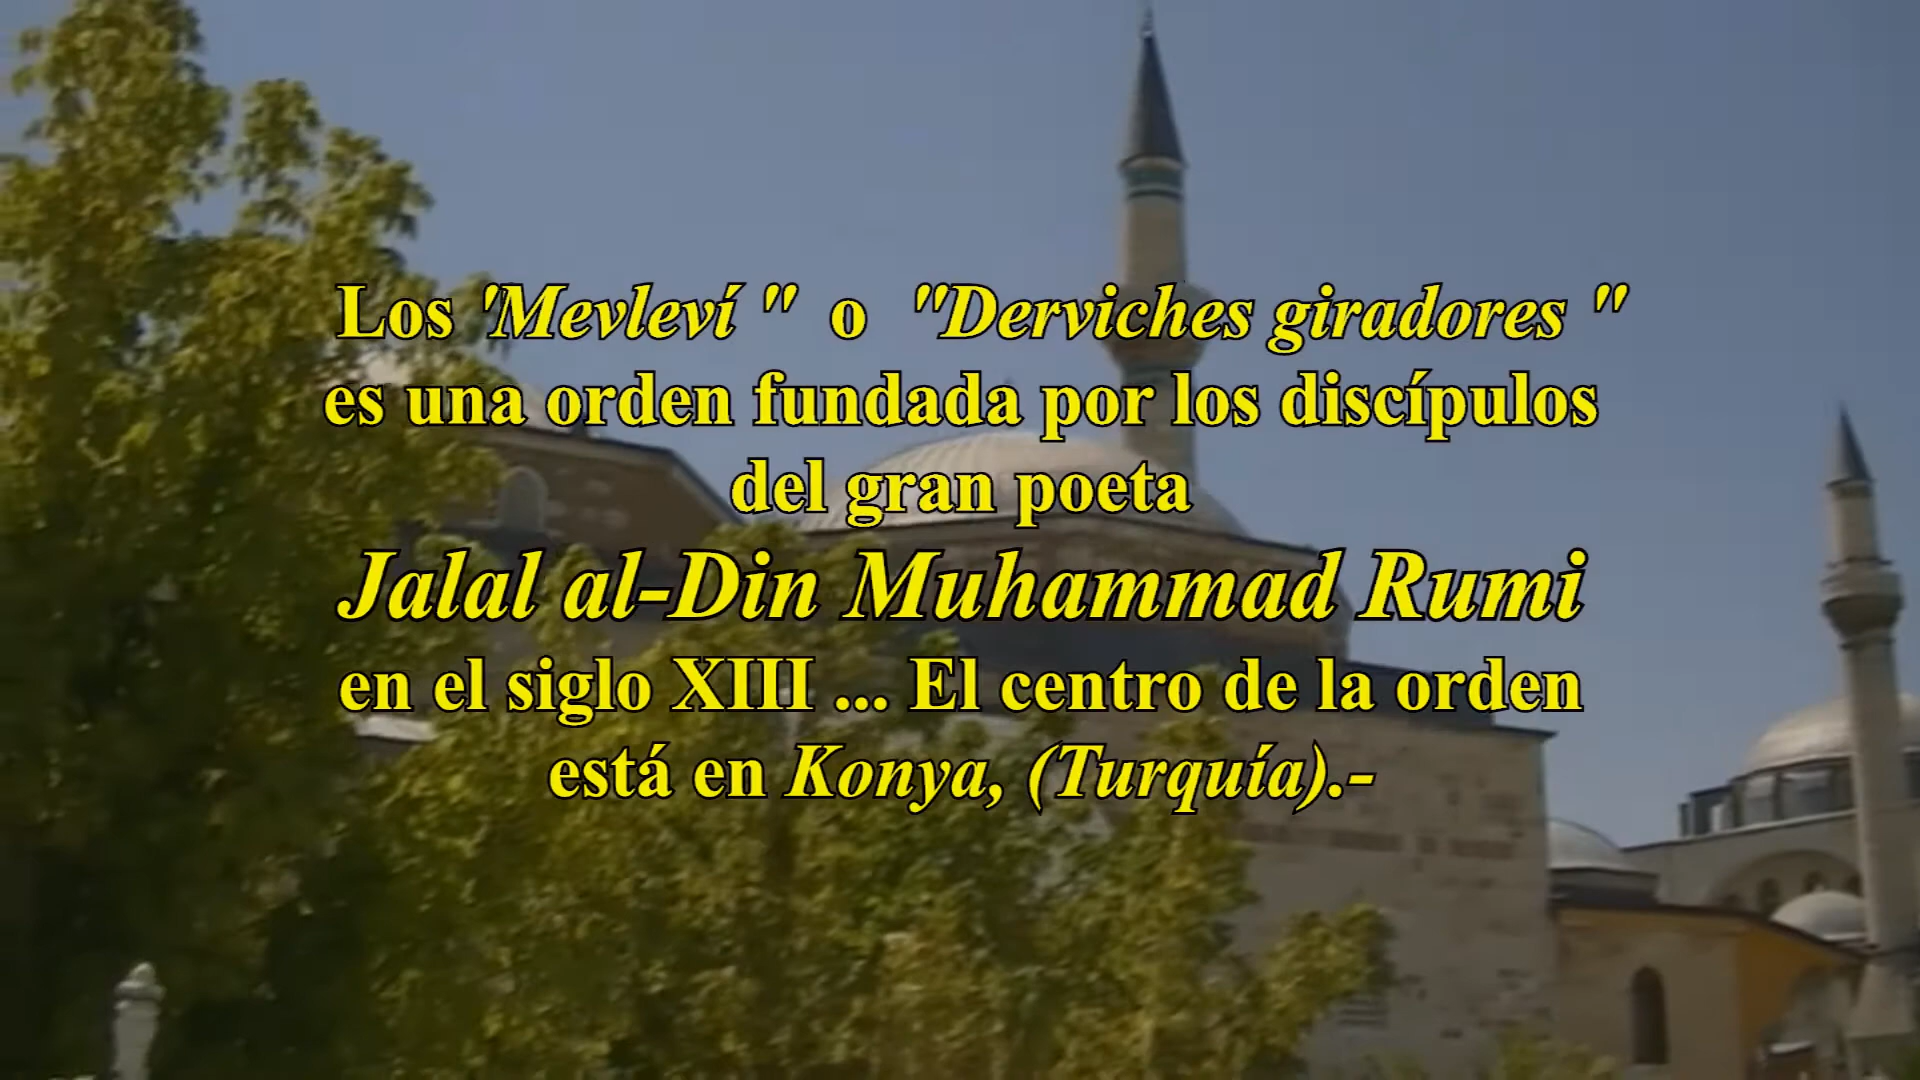 Los "Mevleví " o "Derviches giradores "
es una orden fundada por los discípulos
del gran poeta
Jalal al-Din Muhammad Rumi
en el siglo XIII ... El centro de la orden
está en Konya, (Turquía).-